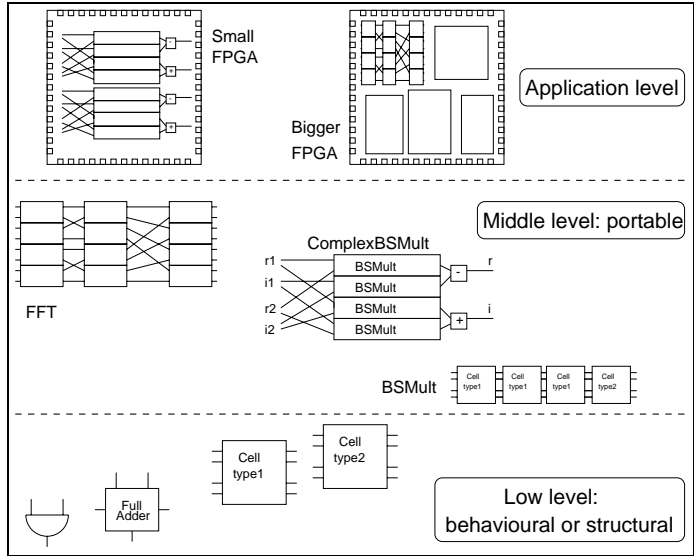 Small
FPGA
-
+
-
+
Bigger
FPGA
Application level
Middle level: portable
FFT
ComplexBSMult
r1
i1
r2
i2
BSMult
BSMult
BSMult
BSMult
-
+
r
i
BSMult
Cell
type1
Cell
type1
Cell
type1
Cell
type2
Full
Adder
Cell
type1
Cell
type2
Low level:
behavioural or structural